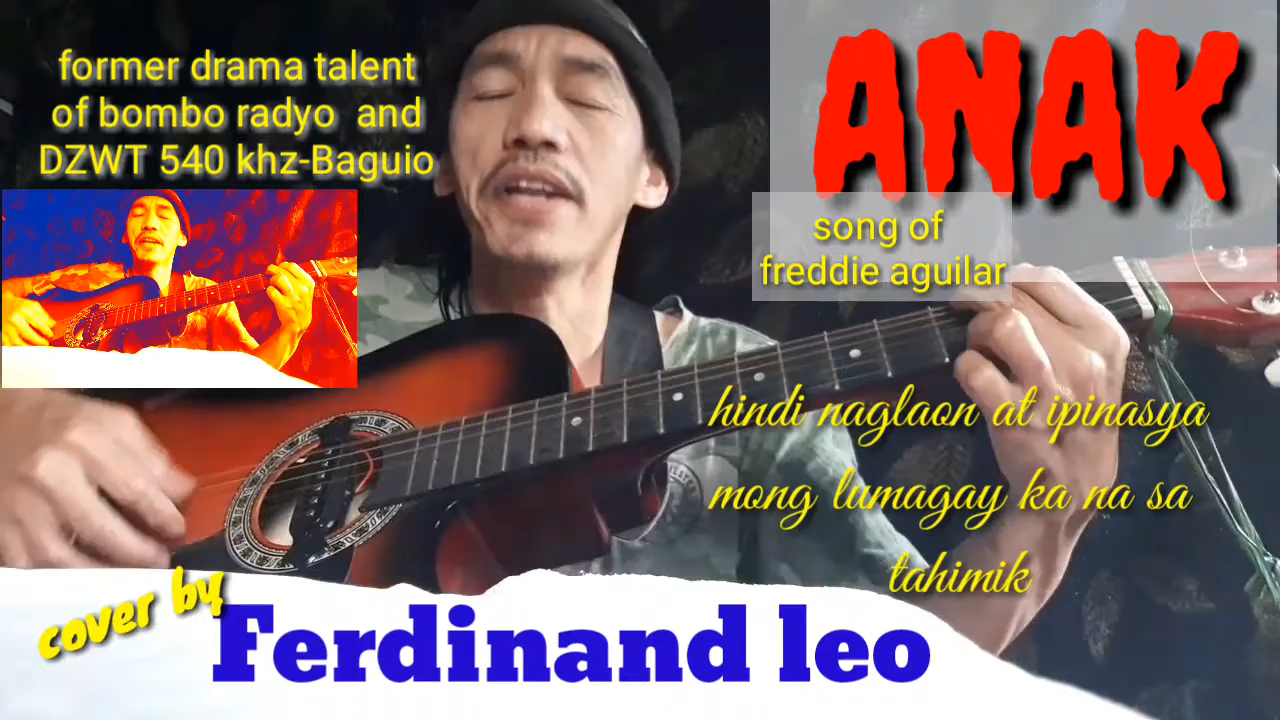 former drama talent
of bombo radyo and
DZWT 540 khz-Baguio
ANAK
song of
freddie aguilar
hindi naglaon at ipinasya
mong lumagay ka na sa
tahimik
cover by
Ferdinand leo